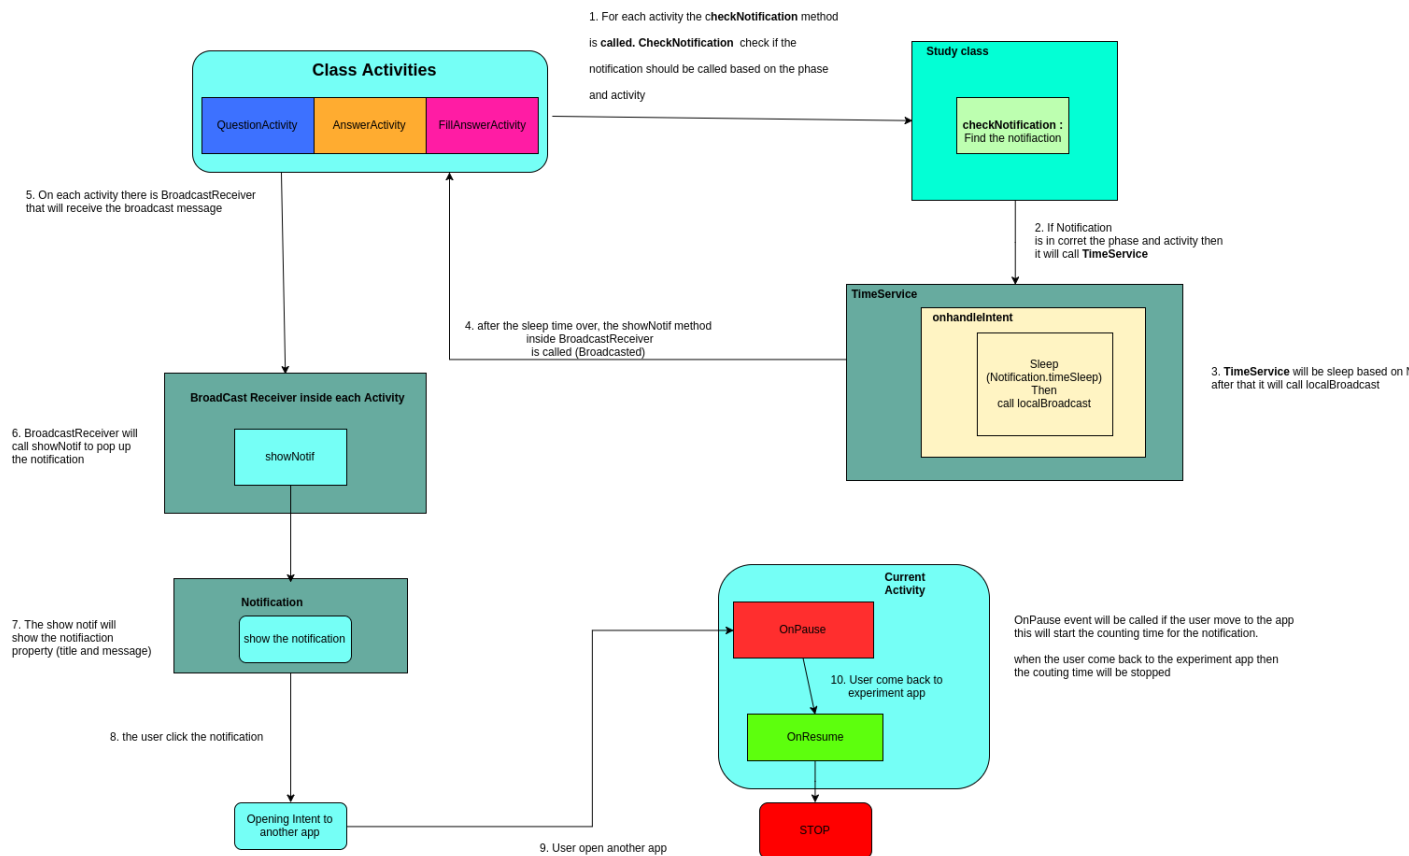 1. For each activity the checkNotification method
is called. CheckNotification check if the
notification should be called based on the phase
and activity
Class Activities
QuestionActivity
AnswerActivity
FillAnswerActivity
Study class
checkNotification :
Find the notifiaction
5. On each activity there is BroadcastReceiver
that will receive the broadcast message
2. If Notification
is in corret the phase and activity then
it will call TimeService
TimeService
onhandleIntent
Sleep
(Notification.timeSleep)
Then
call localBroadcast
4. after the sleep time over, the showNotif method
inside BroadcastReceiver
is called (Broadcasted)
3. TimeService will be sleep based on
after that it will call localBroadcast
BroadCast Receiver inside each Activity
showNotif
6. BroadcastReceiver will
call showNotif to pop up
the notification
Notification
show the notification
7. The show notif will
show the notifiaction
property (title and message)
Current
Activity
OnPause
10. User come back to
experiment app
OnResume
STOP
OnPause event will be called if the user move to the app
this will start the counting time for the notification.
when the user come back to the experiment app then
the couting time will be stopped
8. the user click the notification
Opening Intent to
another app
9. User open another app